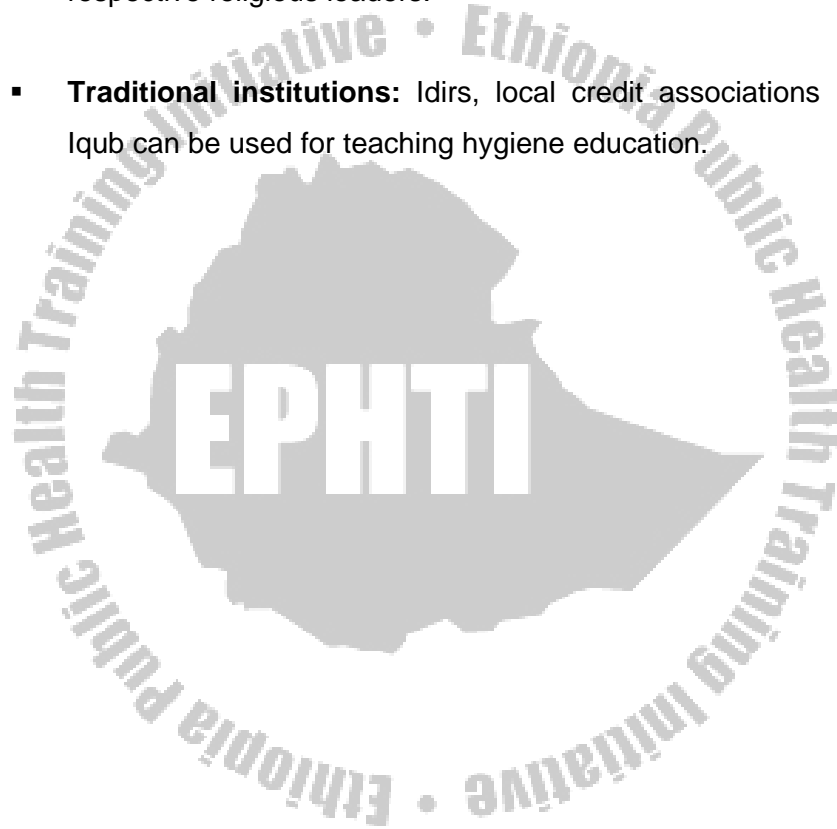 respective religious leaders.
▪ Traditional institutions: Idirs, local credit associations
Iqub can be used for teaching hygiene education.
Ethiopia Public Health Training Initiative • Ethiopia Public Health Training Initiative •
EPHTI